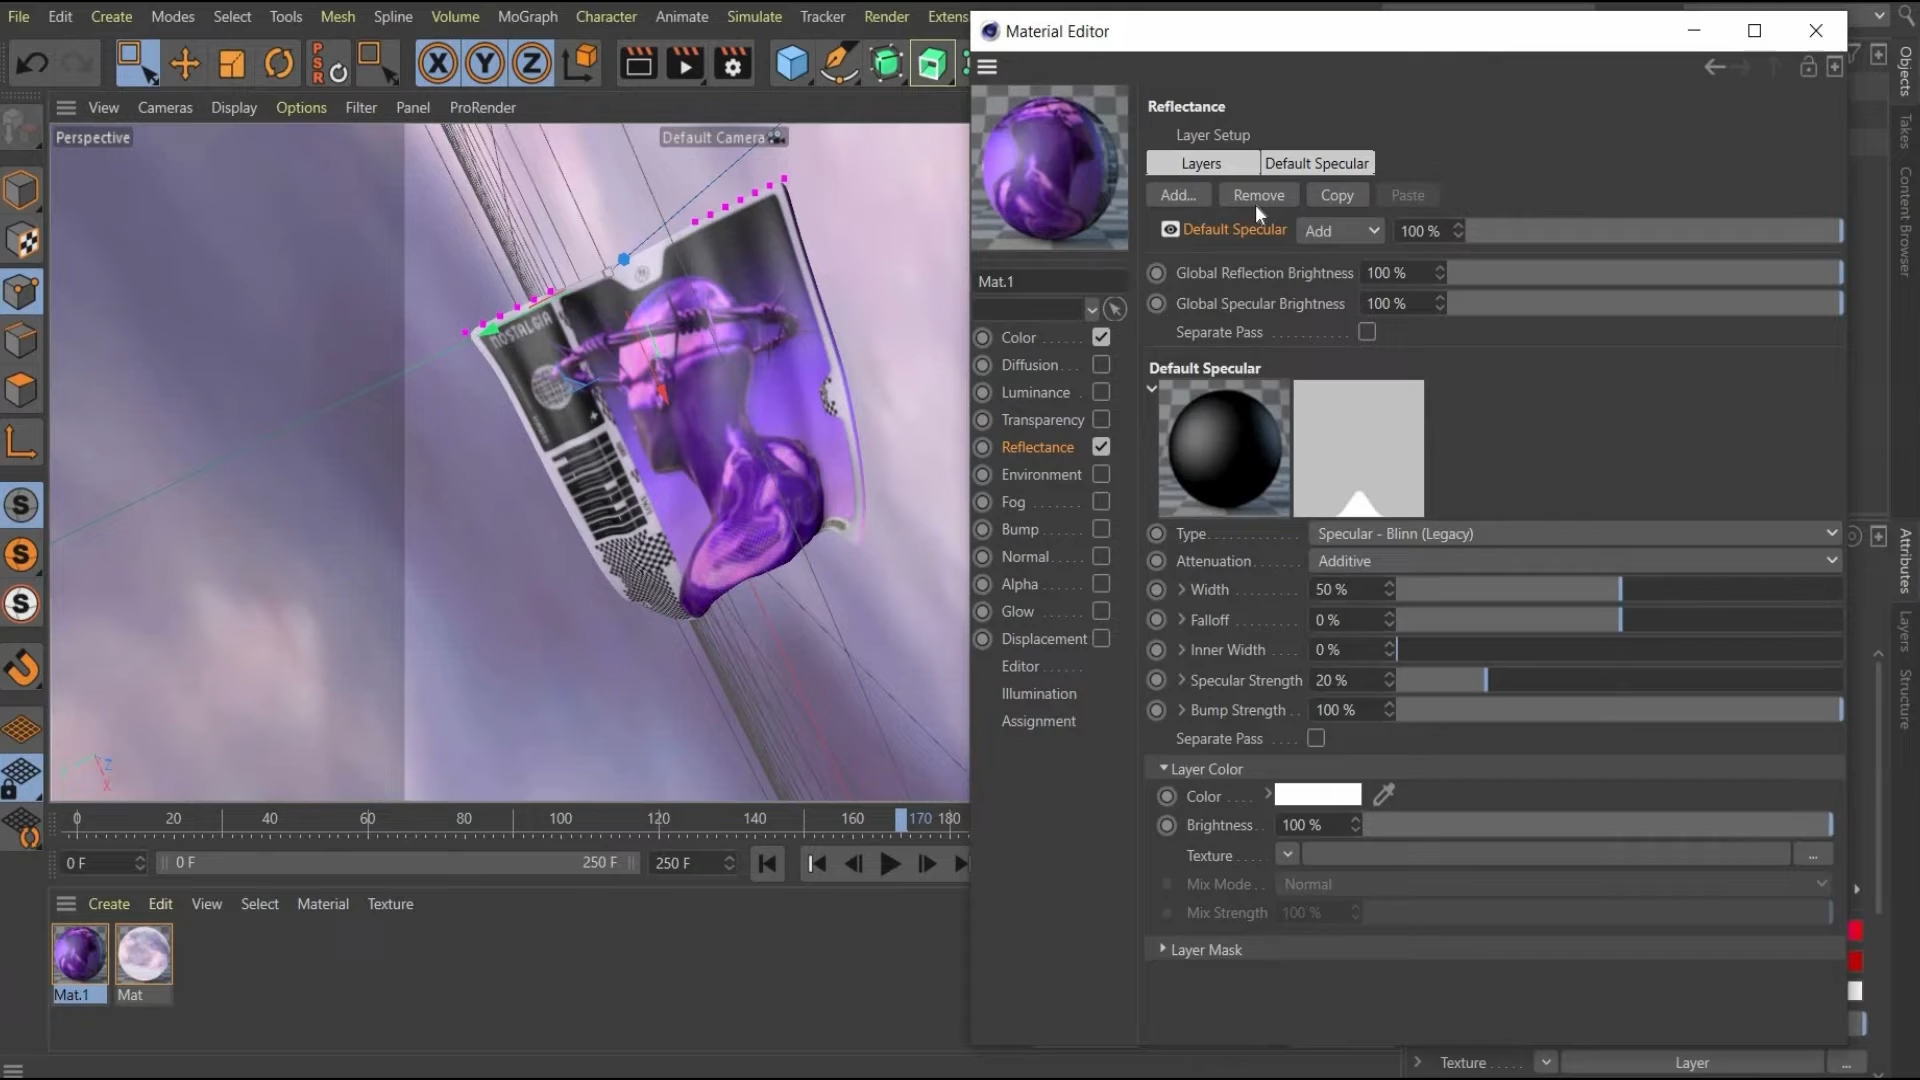 File Edit Create Modes Select Tools Mesh Spline Volume MoGraph Character Animate Simulate Tracker Render Extens
Material Editor
P
S
R
X Y Z
View Cameras Display Options Filter Panel ProRender
Perspective
Default Camera
NOSTALGIA
Z
X
S
S
S
0 20 40 60 80 100 120 140 160 170 180
0 F 0 F 250 F 250 F
Create Edit View Select Material Texture
Mat.1 Mat
Mat.1
Color
Diffusion
Luminance
Transparency
Reflectance
Environment
Fog
Bump
Normal
Alpha
Glow
Displacement
Editor
Illumination
Assignment
Reflectance
Layer Setup
Layers Default Specular
Add... Remove Copy Paste
Default Specular Add 100 %
Global Reflection Brightness 100 %
Global Specular Brightness 100 %
Separate Pass
Default Specular
Type Specular - Blinn (Legacy)
Attenuation Additive
Width 50 %
Falloff 0 %
Inner Width 0 %
Specular Strength 20 %
Bump Strength 100 %
Separate Pass
Layer Color
Color
Brightness 100 %
Texture ...
Mix Mode Normal
Mix Strength 100 %
Layer Mask
Texture Layer ...
Objects
Takes
Content Browser
Attributes
Layers
Structure